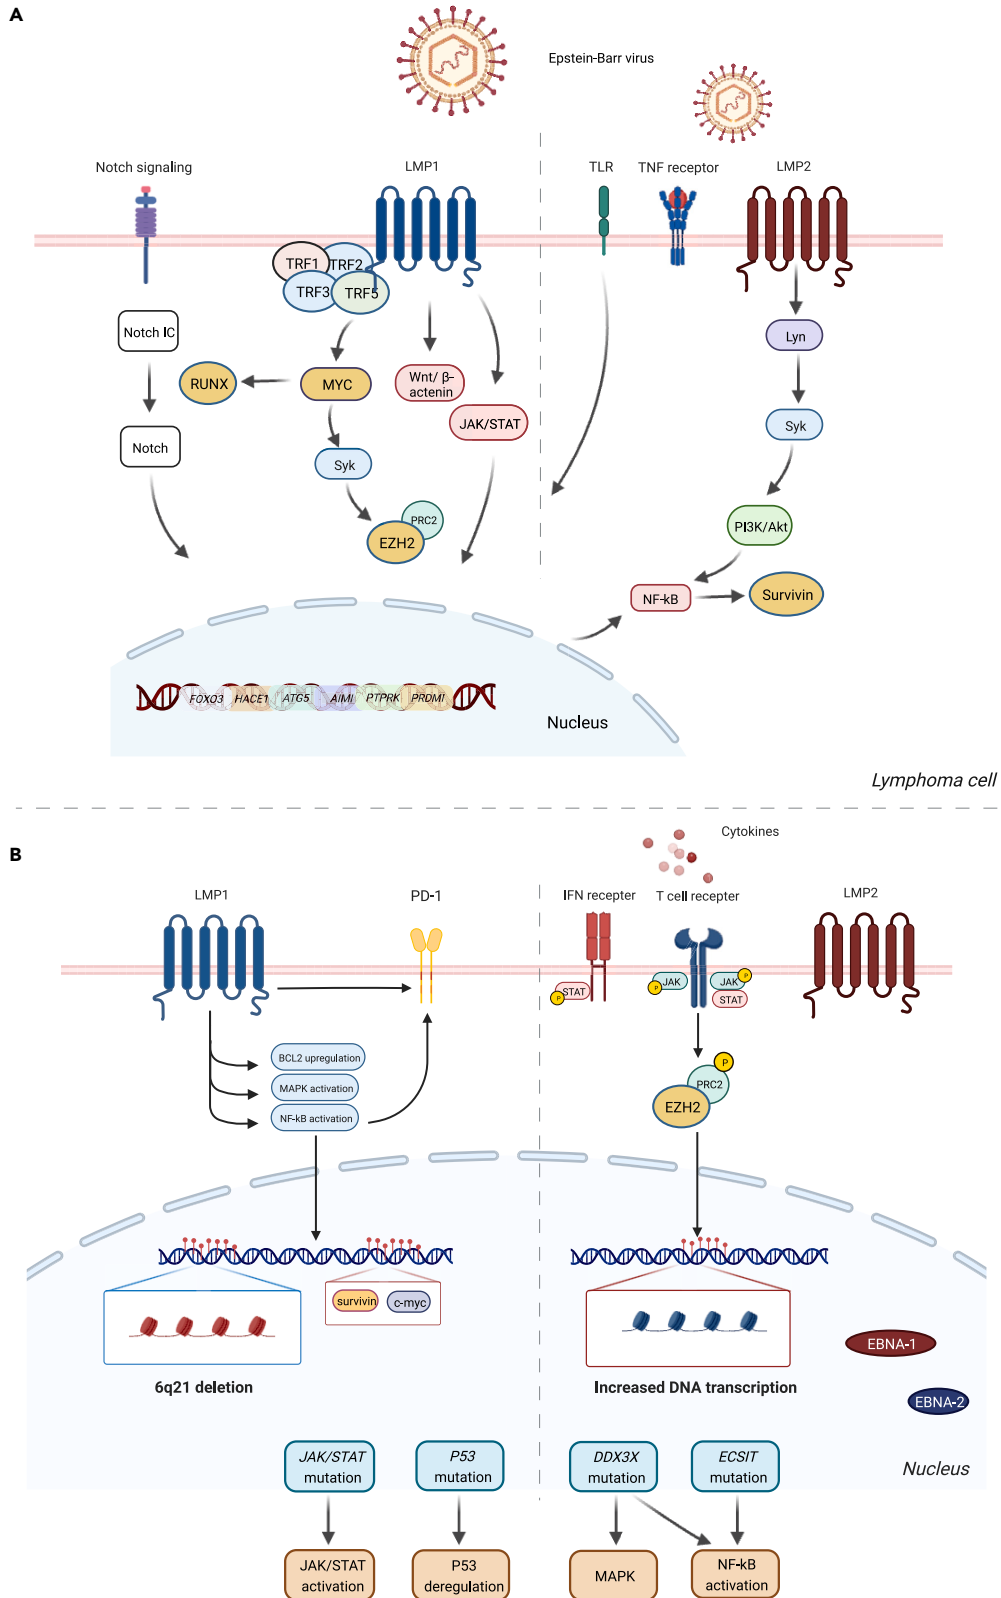 A
Epstein-Barr virus
Notch signaling
LMP1
TLR
TNF receptor
LMP2
TRF1
TRF2
TRF3
TRF5
Notch IC
Lyn
RUNX
MYC
Wnt/ β-
actenin
JAK/STAT
Syk
Notch
Syk
PRC2
EZH2
PI3K/Akt
NF-kB
Survivin
FOXO3
HACE1
ATG5
AIMI
PTPRK
PRDMI
Nucleus
Lymphoma cell
B
Cytokines
LMP1
PD-1
IFN recepter
T cell recepter
LMP2
STAT
P
JAK
P
JAK
P
STAT
BCL2 upregulation
MAPK activation
NF-kB activation
P
PRC2
EZH2
survivin
c-myc
EBNA-1
6q21 deletion
Increased DNA transcription
EBNA-2
JAK/STAT
mutation
P53
mutation
DDX3X
mutation
ECSIT
mutation
Nucleus
JAK/STAT
activation
P53
deregulation
MAPK
NF-kB
activation